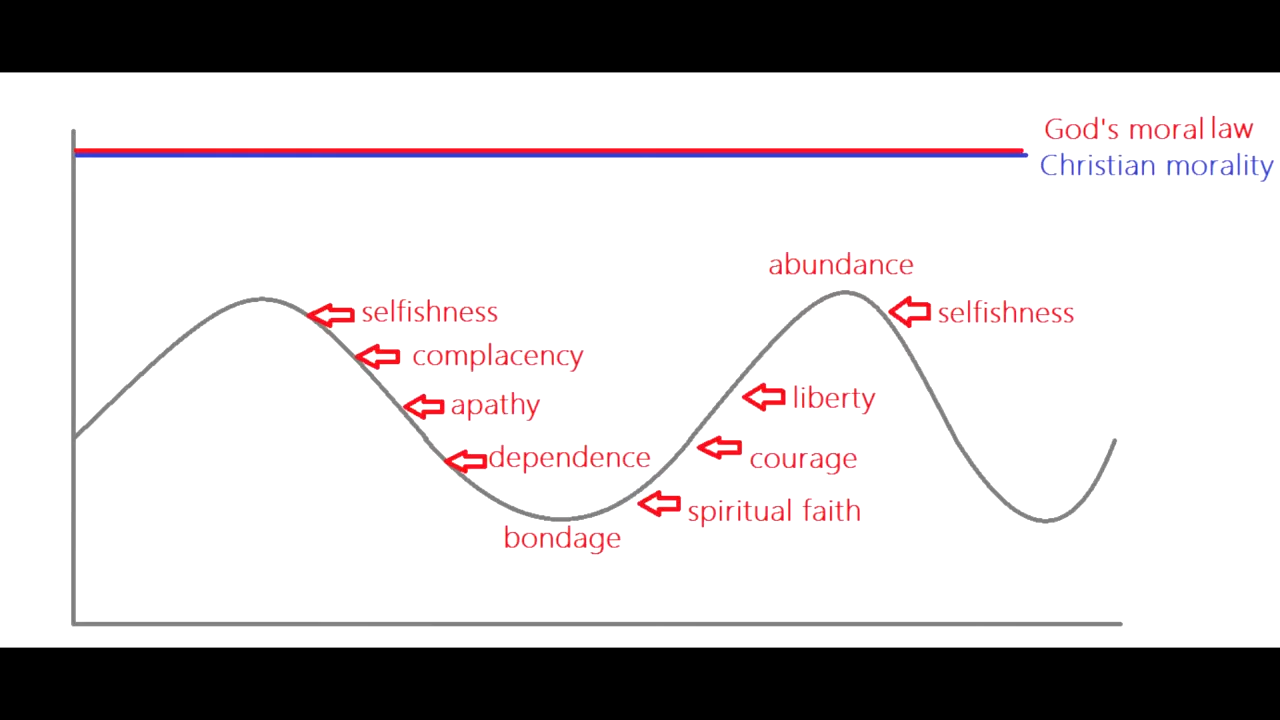 God's moral law
Christian morality
abundance
selfishness
selfishness
complacency
liberty
apathy
dependence
courage
spiritual faith
bondage